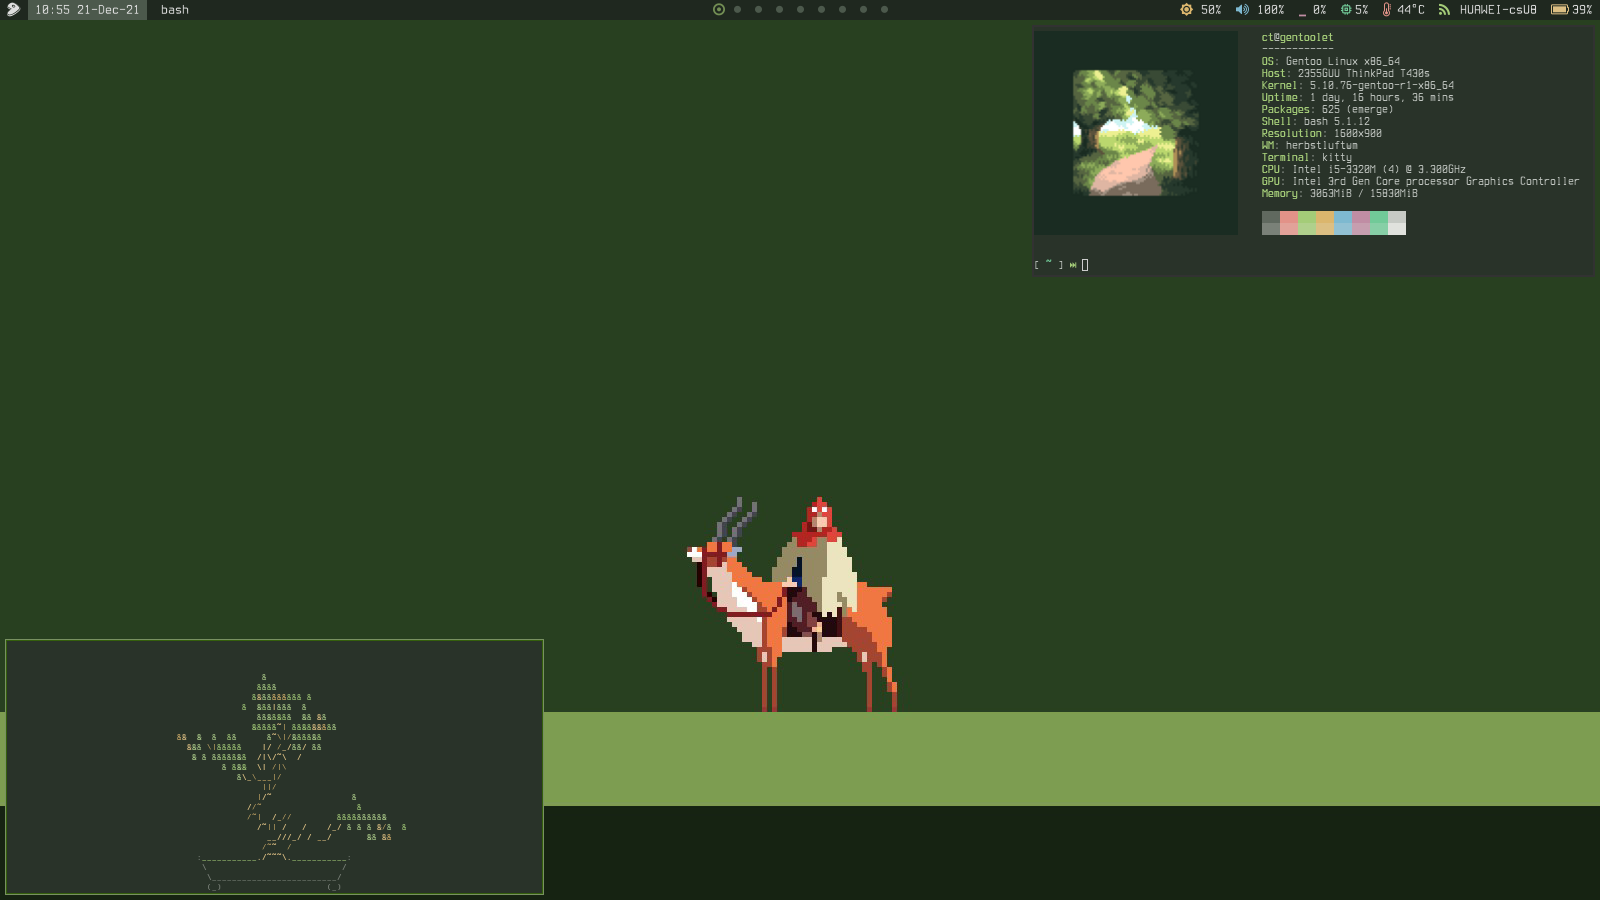 10:55 21-Dec-21 bash 50% 100% _ 0% 5% 44°C HUAWEI-csU8 39%
ct@gentoolet
------------
OS: Gentoo Linux x86_64
Host: 2355GUU ThinkPad T430s
Kernel: 5.10.76-gentoo-r1-x86_64
Uptime: 1 day, 16 hours, 36 mins
Packages: 625 (emerge)
Shell: bash 5.1.12
Resolution: 1600x900
WM: herbstluftwm
Terminal: kitty
CPU: Intel i5-3320M (4) @ 3.300GHz
GPU: Intel 3rd Gen Core processor Graphics Controller
Memory: 3063MiB / 15830MiB
[ ~ ]